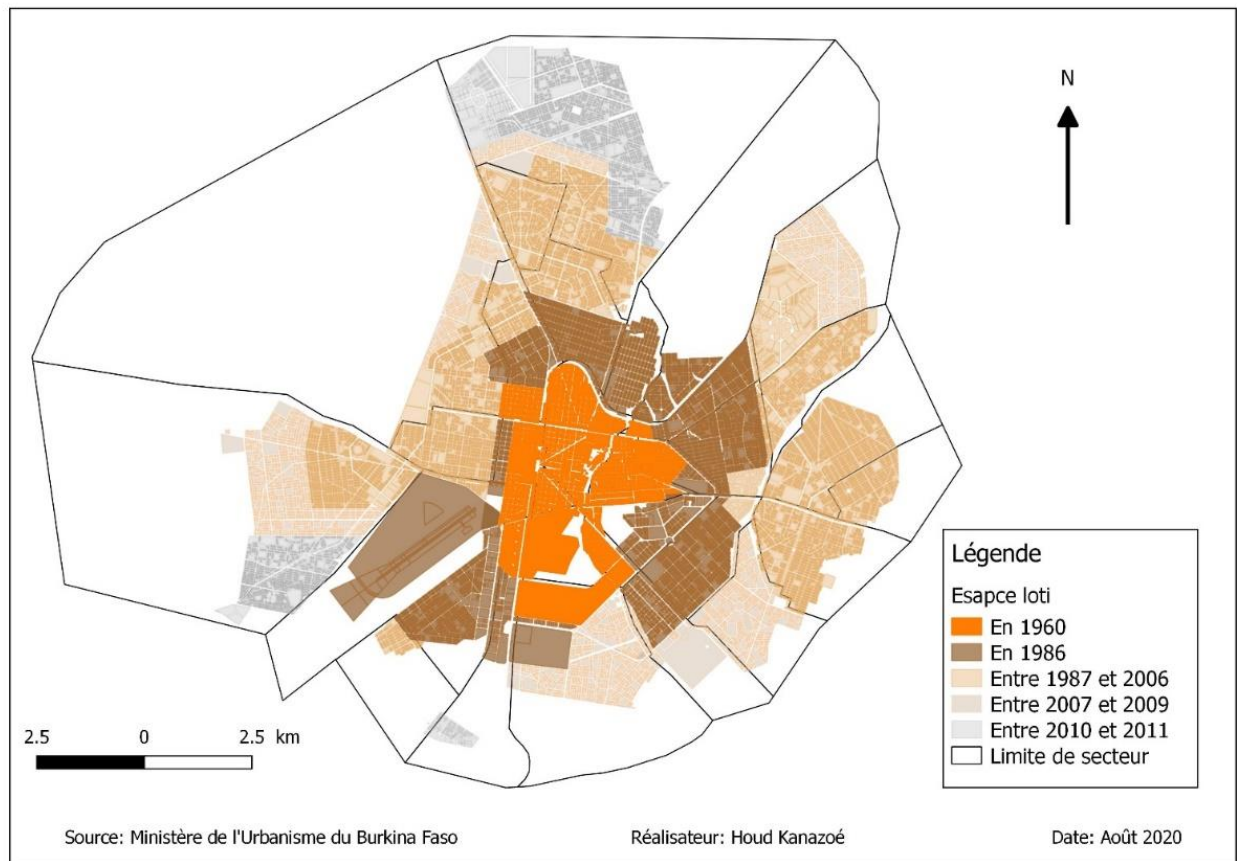 N
Légende
Esapce loti
En 1960
En 1986
Entre 1987 et 2006
Entre 2007 et 2009
Entre 2010 et 2011
Limite de secteur
2.5 0 2.5 km
Source: Ministère de l'Urbanisme du Burkina Faso Réalisateur: Houd Kanazoé Date: Août 2020